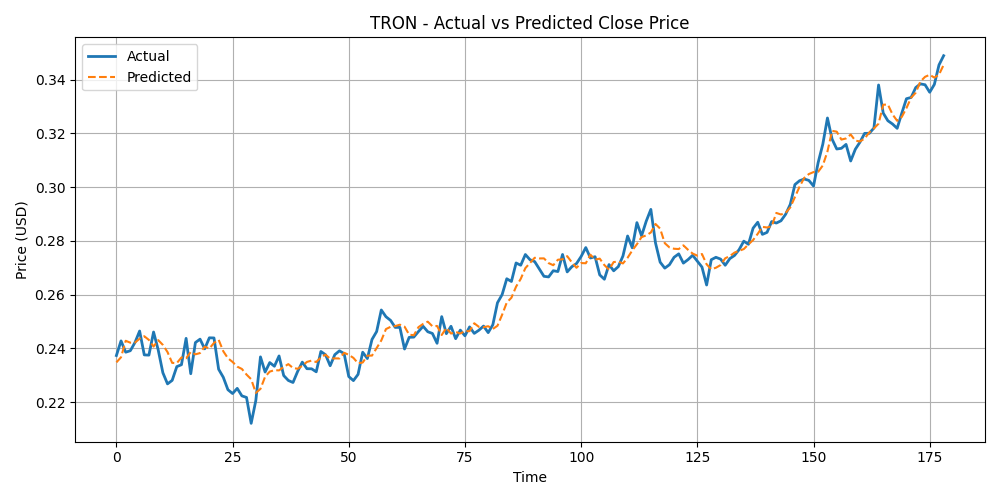 TRON - Actual vs Predicted Close Price
Actual
Predicted
Price (USD)
0.34
0.32
0.30
0.28
0.26
0.24
0.22
0 25 50 75 100 125 150 175
Time